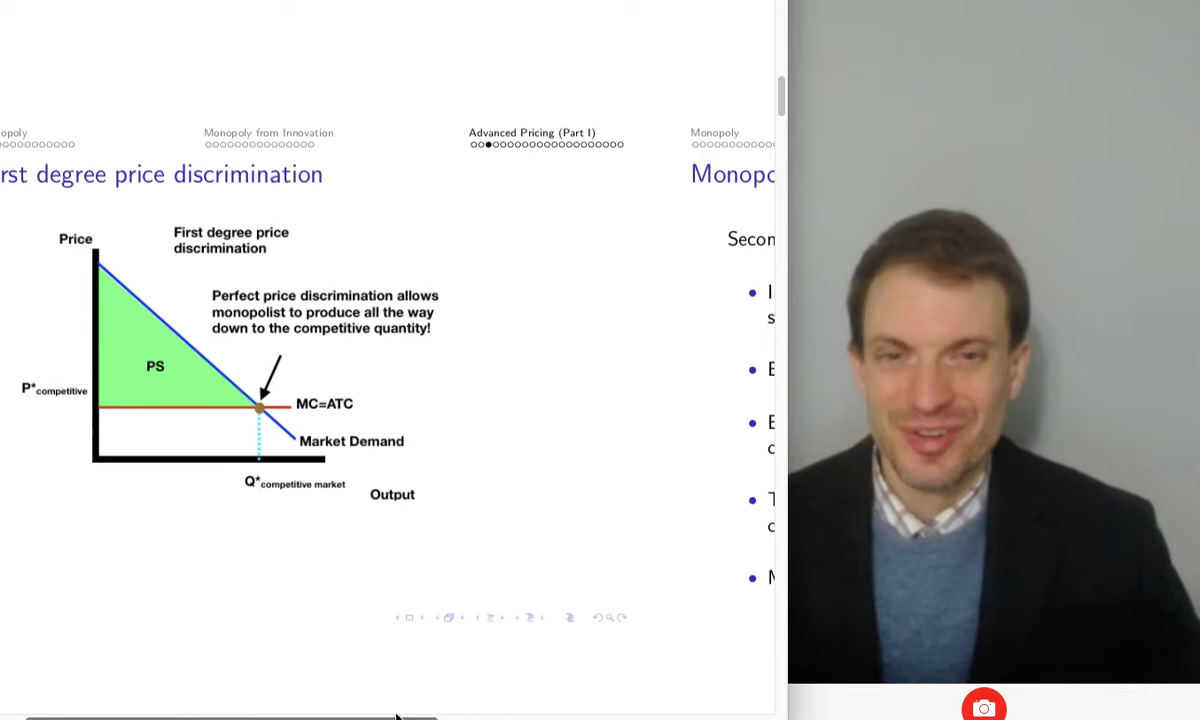 opoly
Monopoly from Innovation
Advanced Pricing (Part I)
Monopoly
rst degree price discrimination
Monopo
First degree price
discrimination
Price
Secon
Perfect price discrimination allows
monopolist to produce all the way
down to the competitive quantity!
PS
P*competitive
MC=ATC
Market Demand
Q*competitive market
Output